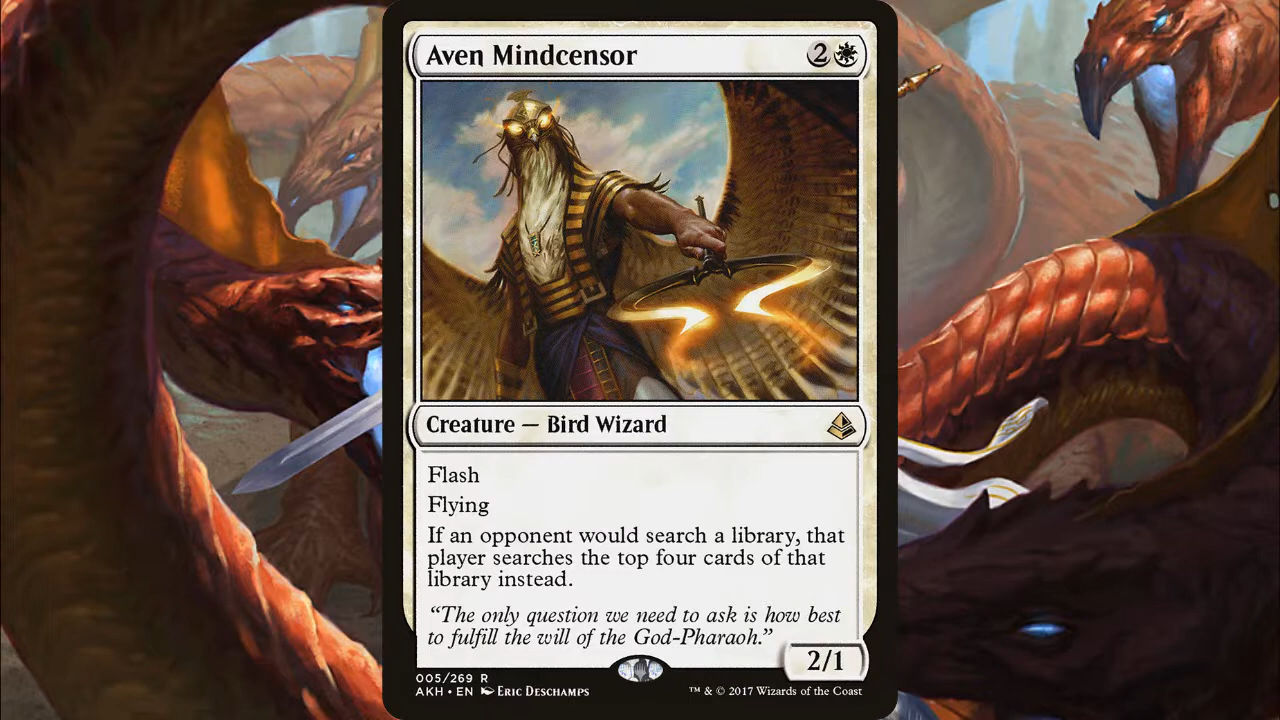 Aven Mindcensor 2
Creature — Bird Wizard
Flash
Flying
If an opponent would search a library, that
player searches the top four cards of that
library instead.
“The only question we need to ask is how best
to fulfill the will of the God-Pharaoh.”
2/1
005/269 R
AKH • EN Eric Deschamps
™ & © 2017 Wizards of the Coast